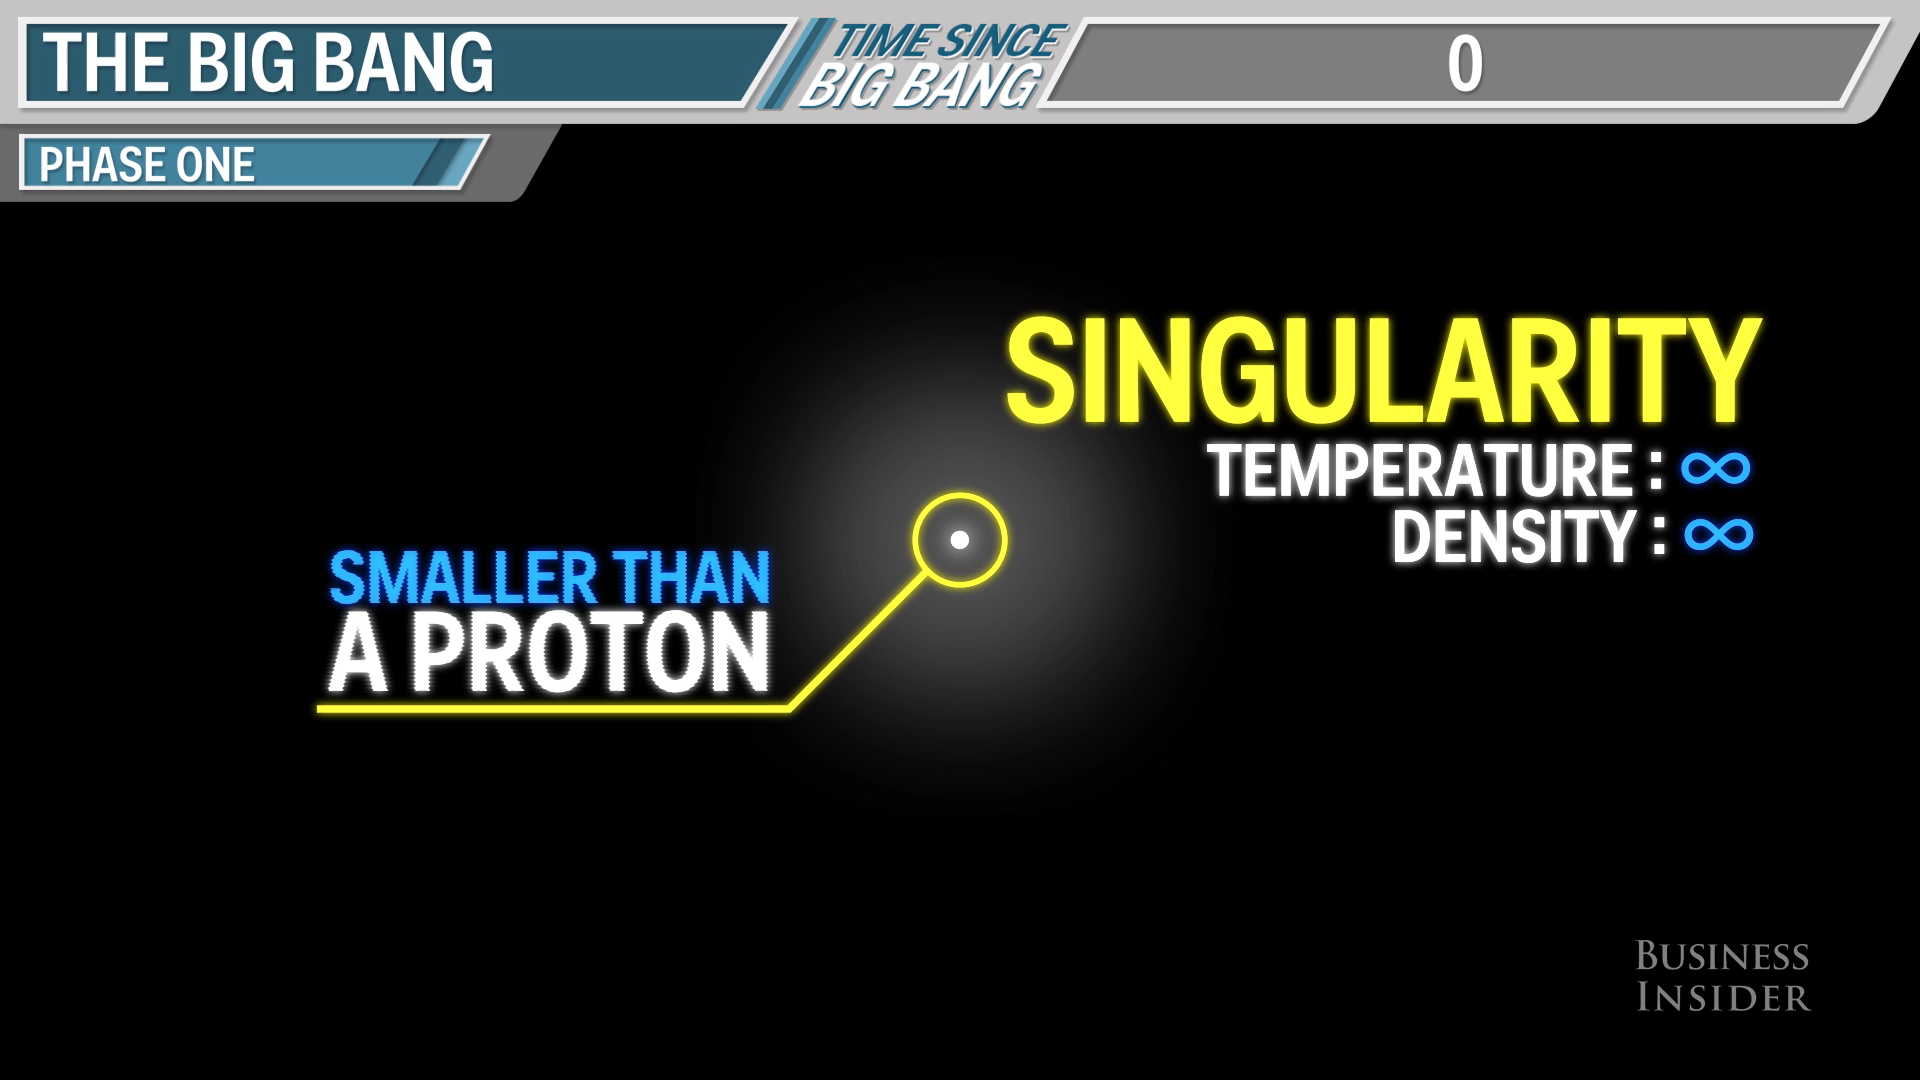 THE BIG BANG
TIME SINCE
BIG BANG
0
PHASE ONE
SINGULARITY
TEMPERATURE : ∞
DENSITY : ∞
SMALLER THAN
A PROTON
BUSINESS
INSIDER